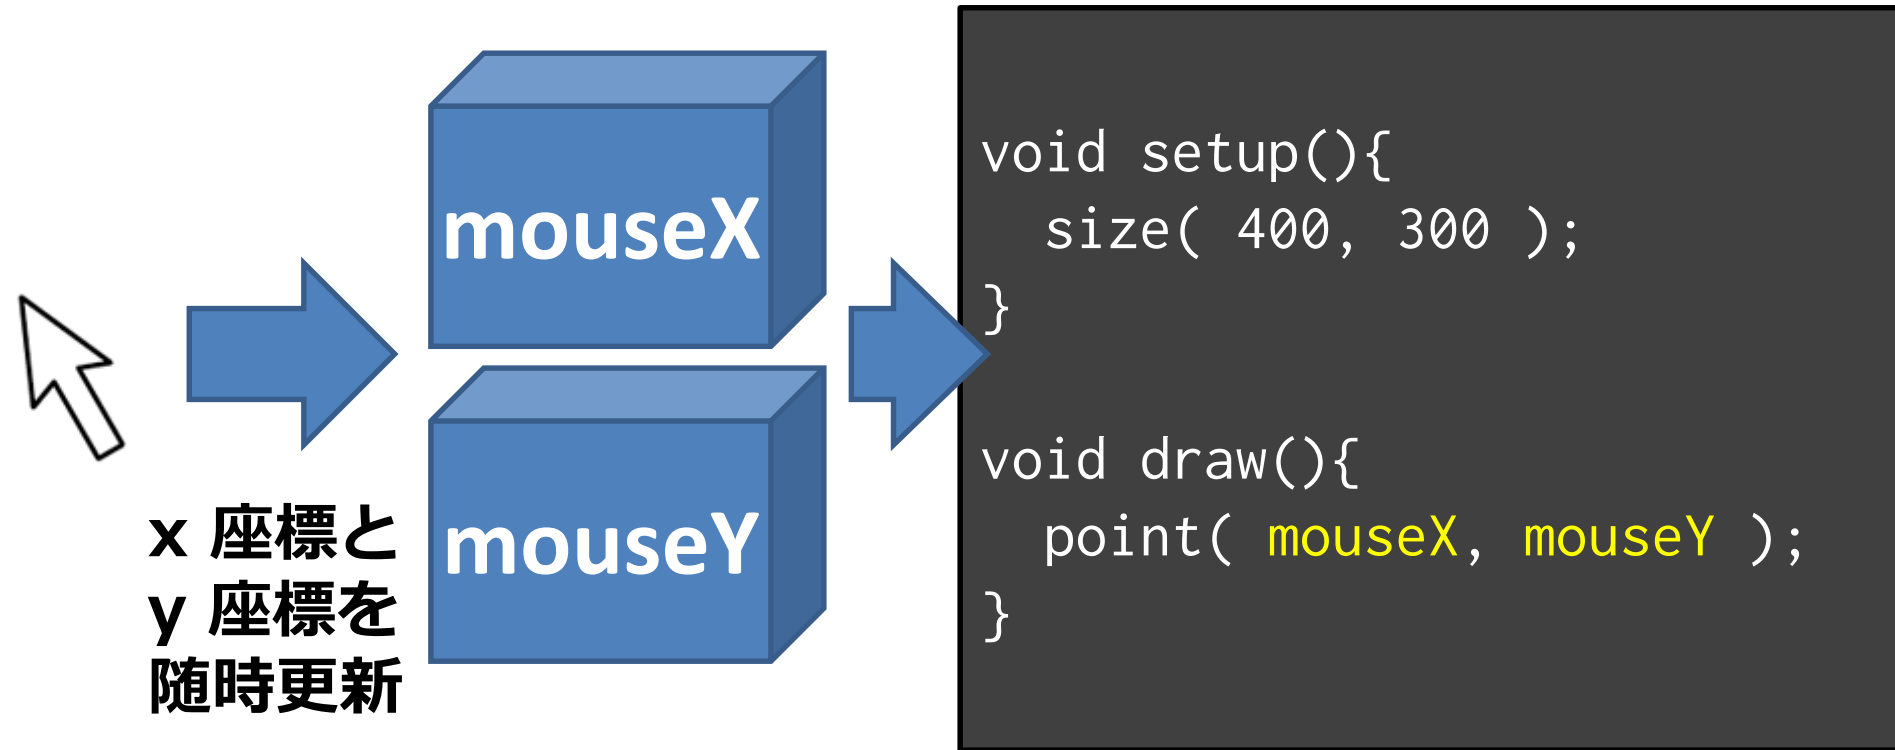 mouseX
mouseY
x 座標と
y 座標を
随時更新
void setup(){
  size( 400, 300 );
}
void draw(){
  point( mouseX, mouseY );
}